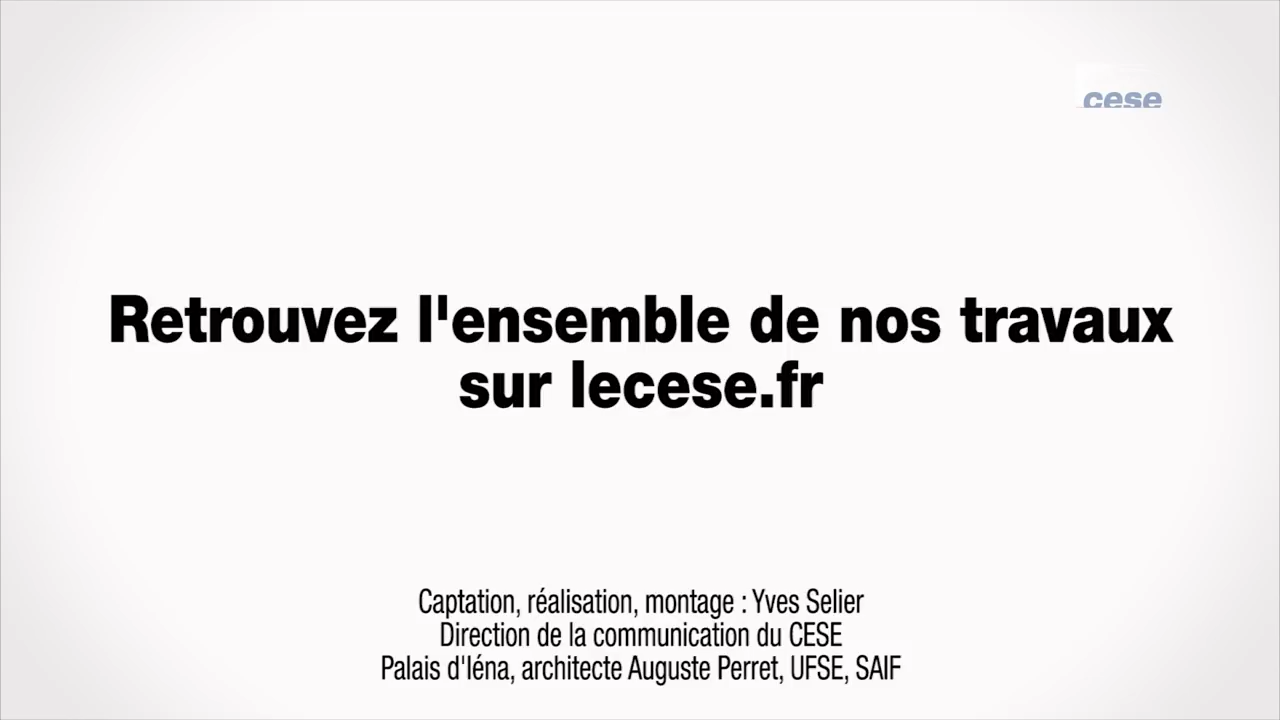 cese
Retrouvez l'ensemble de nos travaux
sur lecese.fr
Captation, réalisation, montage : Yves Selier
Direction de la communication du CESE
Palais d'Iéna, architecte Auguste Perret, UFSE, SAIF